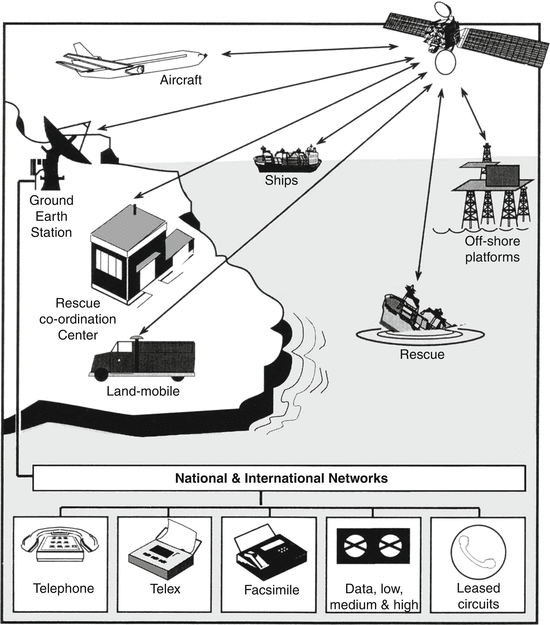 Aircraft
Ships
Ground
Earth
Station
Off-shore
platforms
Rescue
co-ordination
Center
Rescue
Land-mobile
National & International Networks
Telephone
Telex
Facsimile
Data, low,
medium & high
Leased
circuits